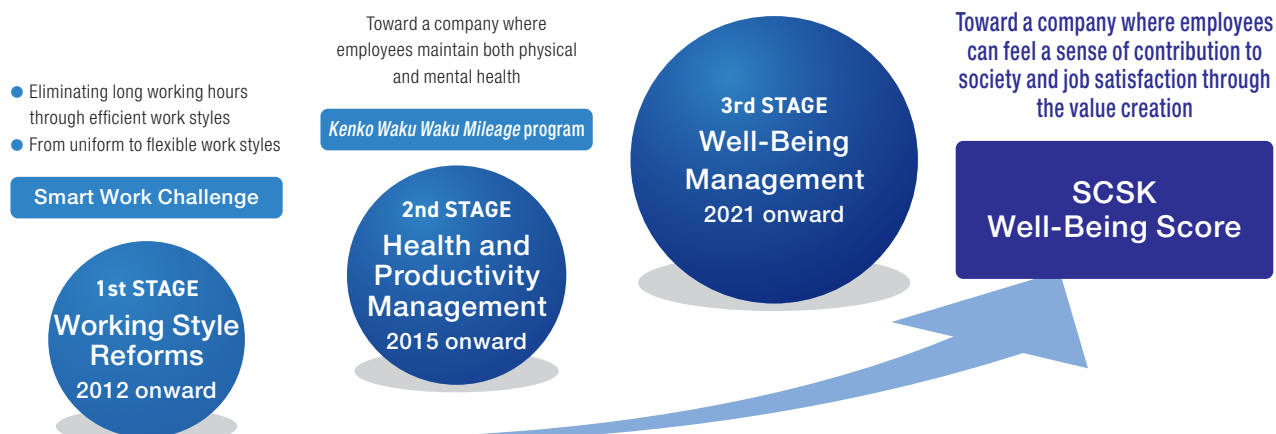 ● Eliminating long working hours
through efficient work styles
● From uniform to flexible work styles
Smart Work Challenge
1st STAGE
Working Style
Reforms
2012 onward
Toward a company where
employees maintain both physical
and mental health
Kenko Waku Waku Mileage program
2nd STAGE
Health and
Productivity
Management
2015 onward
3rd STAGE
Well-Being
Management
2021 onward
Toward a company where employees
can feel a sense of contribution to
society and job satisfaction through
the value creation
SCSK
Well-Being Score